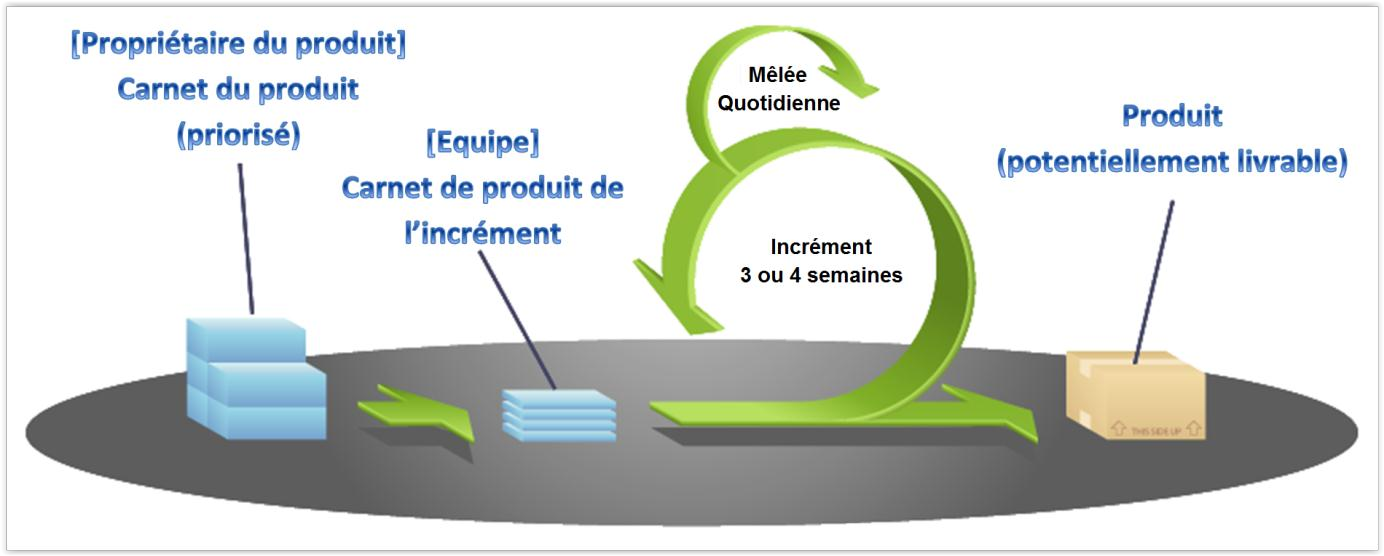 [Propriétaire du produit]
Carnet du produit
(priorisé)
[Equipe]
Carnet de produit de
l’incrément
Mêlée
Quotidienne
Incrément
3 ou 4 semaines
Produit
(potentiellement livrable)
THIS SIDE UP